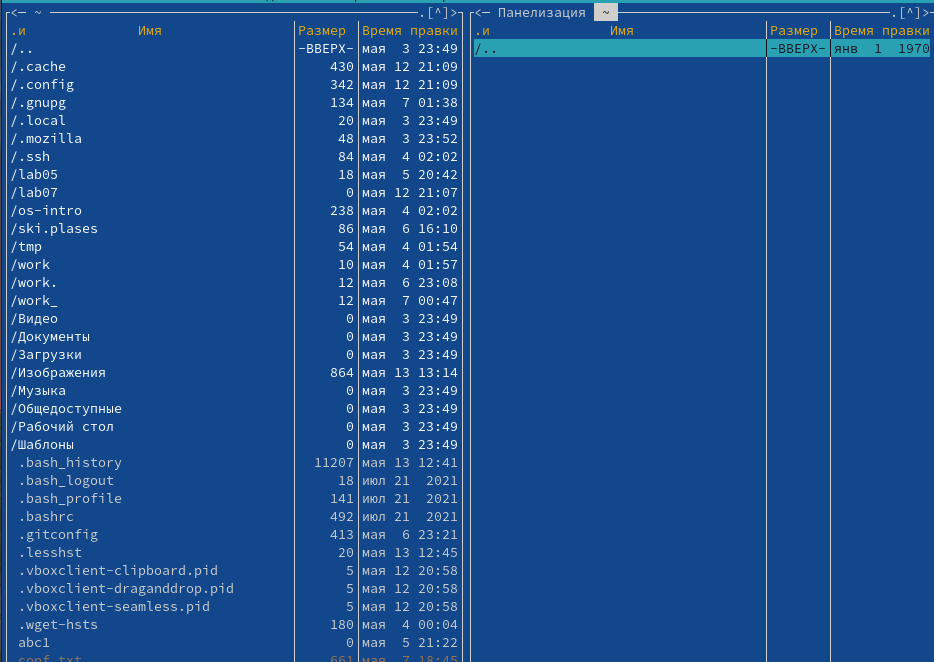 <─ ~ .[^]>
.и Имя Размер Время правки
/.. -ВВЕРХ- мая 3 23:49
/.cache 430 мая 12 21:09
/.config 342 мая 12 21:09
/.gnupg 134 мая 7 01:38
/.local 20 мая 3 23:49
/.mozilla 48 мая 3 23:52
/.ssh 84 мая 4 02:02
/lab05 18 мая 5 20:42
/lab07 0 мая 12 21:07
/os-intro 238 мая 4 02:02
/ski.plases 86 мая 6 16:10
/tmp 54 мая 4 01:54
/work 10 мая 4 01:57
/work. 12 мая 6 23:08
/work_ 12 мая 7 00:47
/Видео 0 мая 3 23:49
/Документы 0 мая 3 23:49
/Загрузки 0 мая 3 23:49
/Изображения 864 мая 13 13:14
/Музыка 0 мая 3 23:49
/Общедоступные 0 мая 3 23:49
/Рабочий стол 0 мая 3 23:49
/Шаблоны 0 мая 3 23:49
.bash_history 11207 мая 13 12:41
.bash_logout 18 июл 21 2021
.bash_profile 141 июл 21 2021
.bashrc 492 июл 21 2021
.gitconfig 413 мая 6 23:21
.lesshst 20 мая 13 12:45
.vboxclient-clipboard.pid 5 мая 12 20:58
.vboxclient-draganddrop.pid 5 мая 12 20:58
.vboxclient-seamless.pid 5 мая 12 20:58
.wget-hsts 180 мая 4 00:04
abc1 0 мая 5 21:22
conf.txt 661 мая 7 18:45
<─ Панелизация ~ .[^]>
.и Имя Размер Время правки
/.. -ВВЕРХ- янв 1 1970